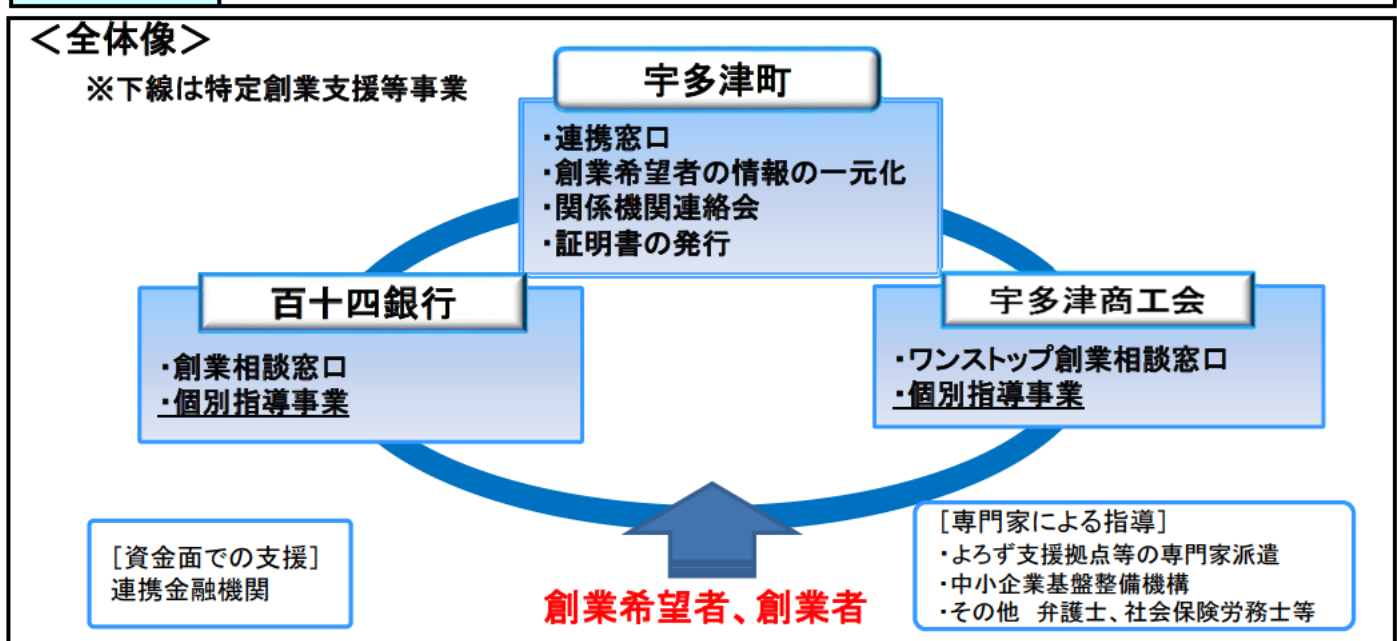 ＜全体像＞
※下線は特定創業支援等事業
宇多津町
・連携窓口
・創業希望者の情報の一元化
・関係機関連絡会
・証明書の発行
百十四銀行
・創業相談窓口
・個別指導事業
宇多津商工会
・ワンストップ創業相談窓口
・個別指導事業
［資金面での支援］
連携金融機関
創業希望者、創業者
［専門家による指導］
・よろず支援拠点等の専門家派遣
・中小企業基盤整備機構
・その他　弁護士、社会保険労務士等